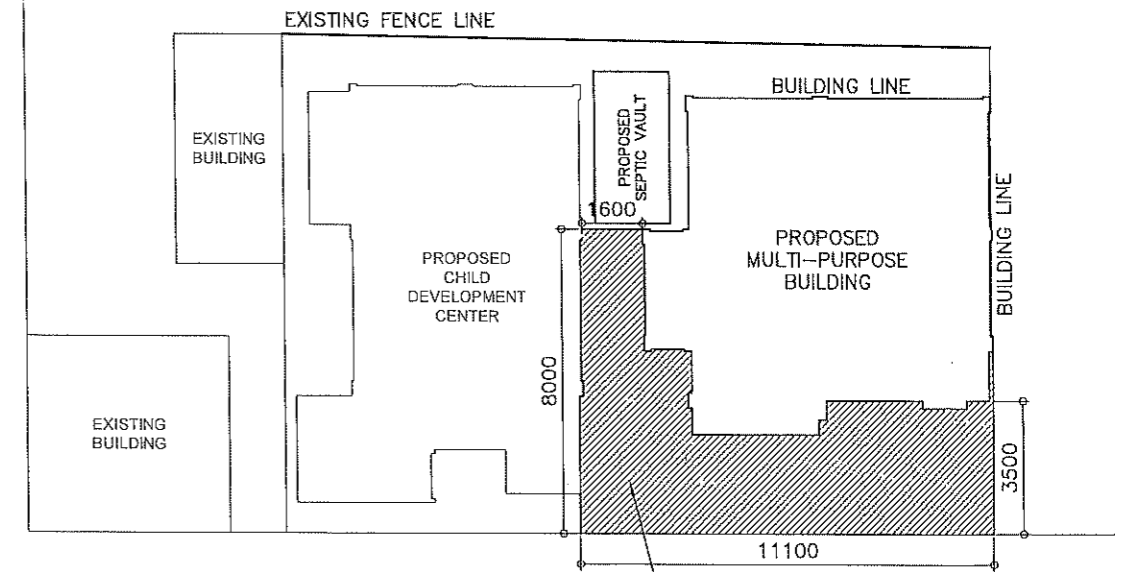 EXISTING FENCE LINE
BUILDING LINE
EXISTING
BUILDING
PROPOSED
SEPTIC VAULT
1600
BUILDING LINE
PROPOSED
MULTI-PURPOSE
BUILDING
PROPOSED
CHILD
DEVELOPMENT
CENTER
8000
EXISTING
BUILDING
3500
11100